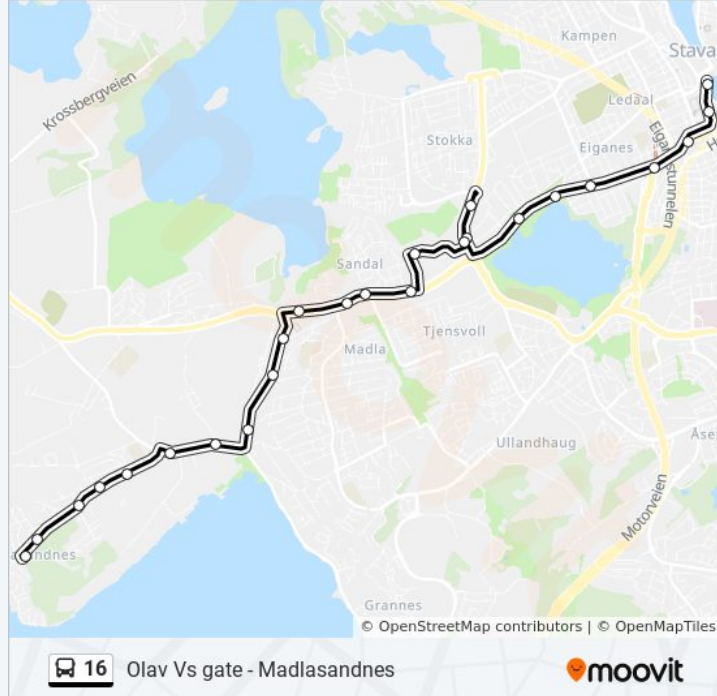 Kampen
Stava
Krossbergveien
Ledaal
Stokka
Eiganes
Eiganestunnelen
H
Sandal
Tjensvoll
Madla
Ullandhaug
Åse
Motorveien
asandnes
Grannes
© OpenStreetMap contributors | © OpenMapTiles
16 Olav Vs gate - Madlasandnes
moovit